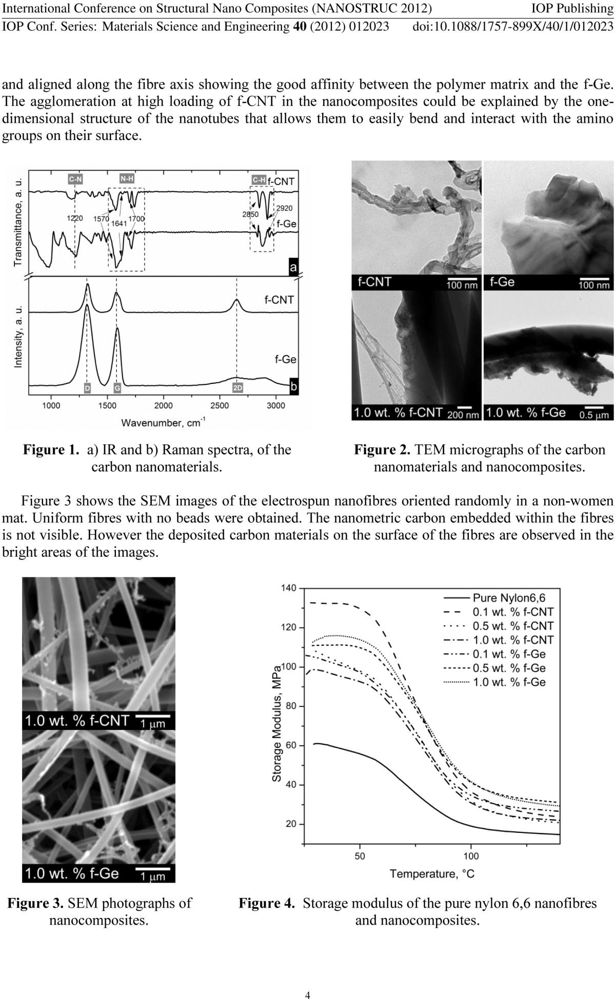 International Conference on Structural Nano Composites (NANOSTRUC 2012) IOP Publishing
IOP Conf. Series: Materials Science and Engineering 40 (2012) 012023 doi:10.1088/1757-899X/40/1/012023
and aligned along the fibre axis showing the good affinity between the polymer matrix and the f-Ge.
The agglomeration at high loading of f-CNT in the nanocomposites could be explained by the one-
dimensional structure of the nanotubes that allows them to easily bend and interact with the amino
groups on their surface.
Transmittance, a. u.
C-N
N-H
C-H
f-CNT
1220
1570
1641
1700
2850
2920
f-Ge
a
Intensity, a. u.
f-CNT
f-Ge
D
G
2D
b
1000 1500 2000 2500 3000
Wavenumber, cm-1
f-CNT
100 nm
f-Ge
100 nm
1.0 wt. % f-CNT
200 nm
1.0 wt. % f-Ge
0.5 µm
Figure 1. a) IR and b) Raman spectra, of the
carbon nanomaterials.
Figure 2. TEM micrographs of the carbon
nanomaterials and nanocomposites.
Figure 3 shows the SEM images of the electrospun nanofibres oriented randomly in a non-women
mat. Uniform fibres with no beads were obtained. The nanometric carbon embedded within the fibres
is not visible. However the deposited carbon materials on the surface of the fibres are observed in the
bright areas of the images.
1.0 wt. % f-CNT
1 µm
1.0 wt. % f-Ge
1 µm
Storage Modulus, MPa
140
120
100
80
60
40
20
Pure Nylon6,6
0.1 wt. % f-CNT
0.5 wt. % f-CNT
1.0 wt. % f-CNT
0.1 wt. % f-Ge
0.5 wt. % f-Ge
1.0 wt. % f-Ge
50 100
Temperature, °C
Figure 3. SEM photographs of
nanocomposites.
Figure 4. Storage modulus of the pure nylon 6,6 nanofibres
and nanocomposites.
4